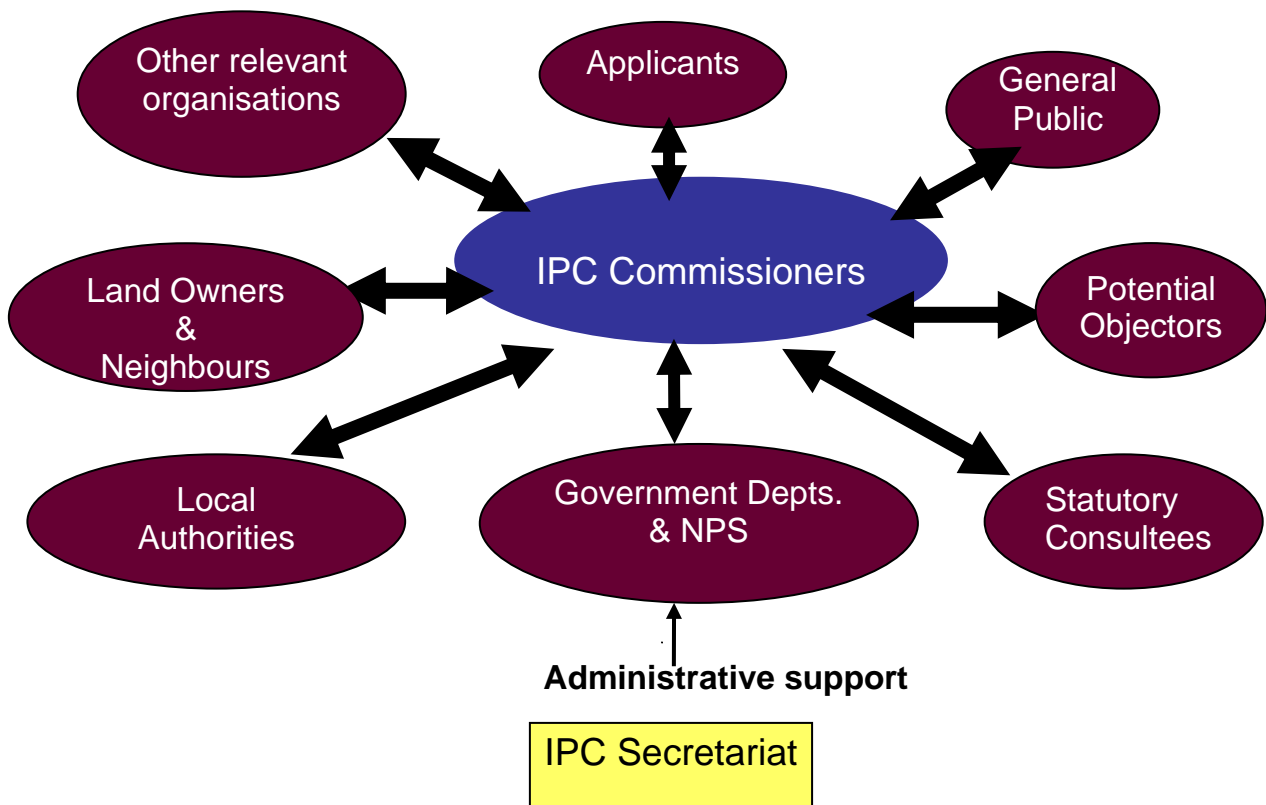 Other relevant
organisations
Applicants
General
Public
IPC Commissioners
Land Owners
&
Neighbours
Potential
Objectors
Local
Authorities
Government Depts.
& NPS
Statutory
Consultees
Administrative support
IPC Secretariat